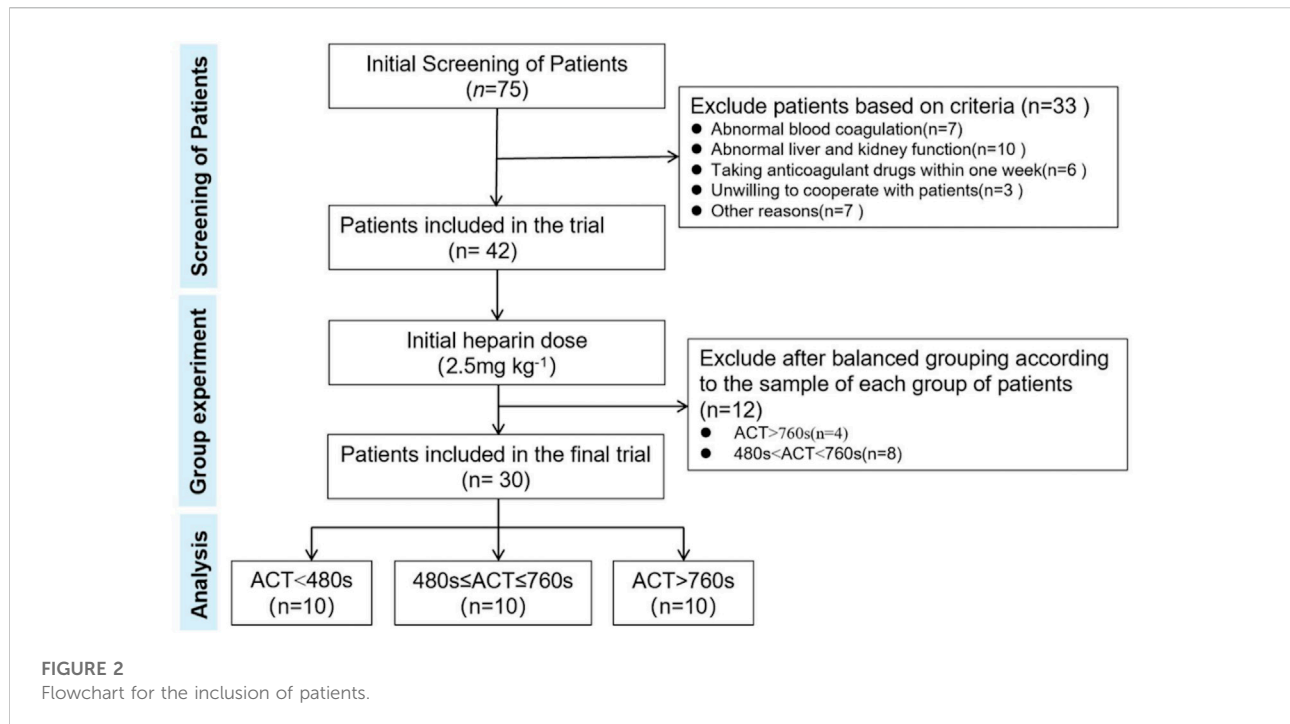 Screening of Patients
Initial Screening of Patients
(n=75)
Exclude patients based on criteria (n=33 )
● Abnormal blood coagulation(n=7)
● Abnormal liver and kidney function(n=10 )
● Taking anticoagulant drugs within one week(n=6 )
● Unwilling to cooperate with patients(n=3 )
● Other reasons(n=7 )
Patients included in the trial
(n= 42)
Group experiment
Initial heparin dose
(2.5mg kg⁻¹)
Exclude after balanced grouping according
to the sample of each group of patients
(n=12)
● ACT>760s(n=4)
● 480s<ACT<760s(n=8)
Patients included in the final trial
(n= 30)
Analysis
ACT<480s
(n=10)
480s≤ACT≤760s
(n=10)
ACT>760s
(n=10)
FIGURE 2
Flowchart for the inclusion of patients.